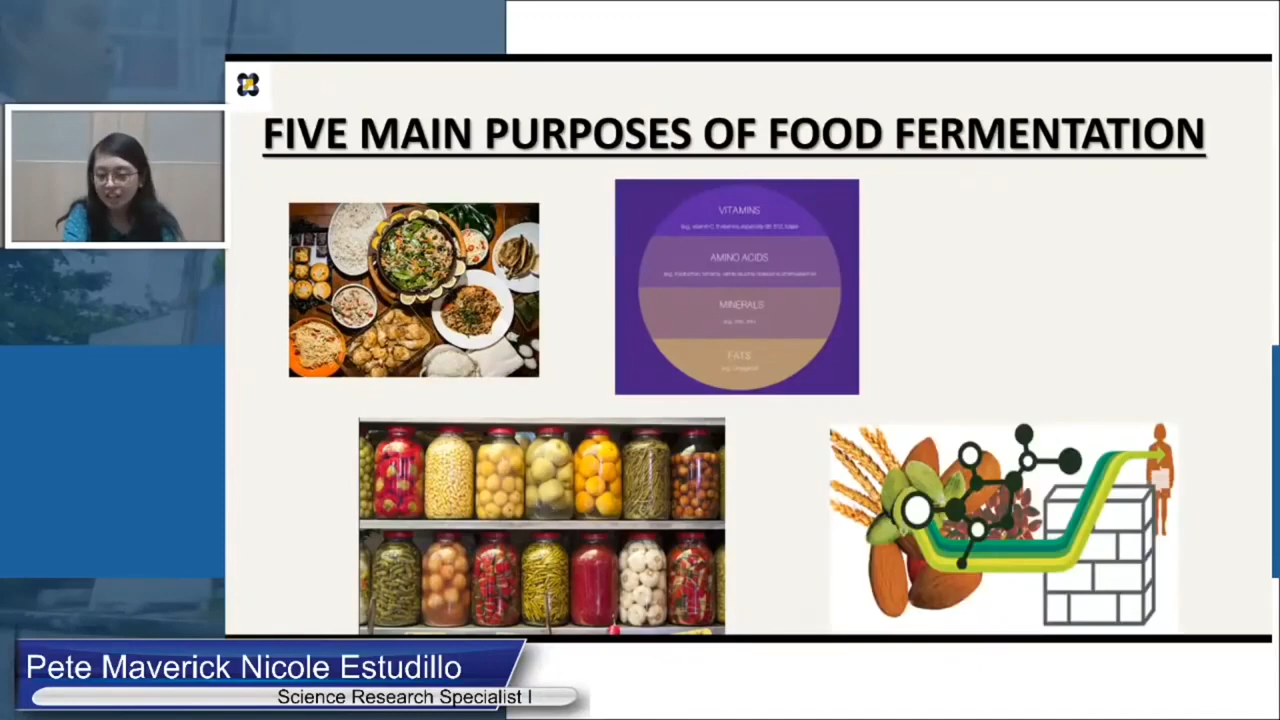 FIVE MAIN PURPOSES OF FOOD FERMENTATION
VITAMINS
AMINO ACIDS
MINERALS
FATS
Pete Maverick Nicole Estudillo
Science Research Specialist I